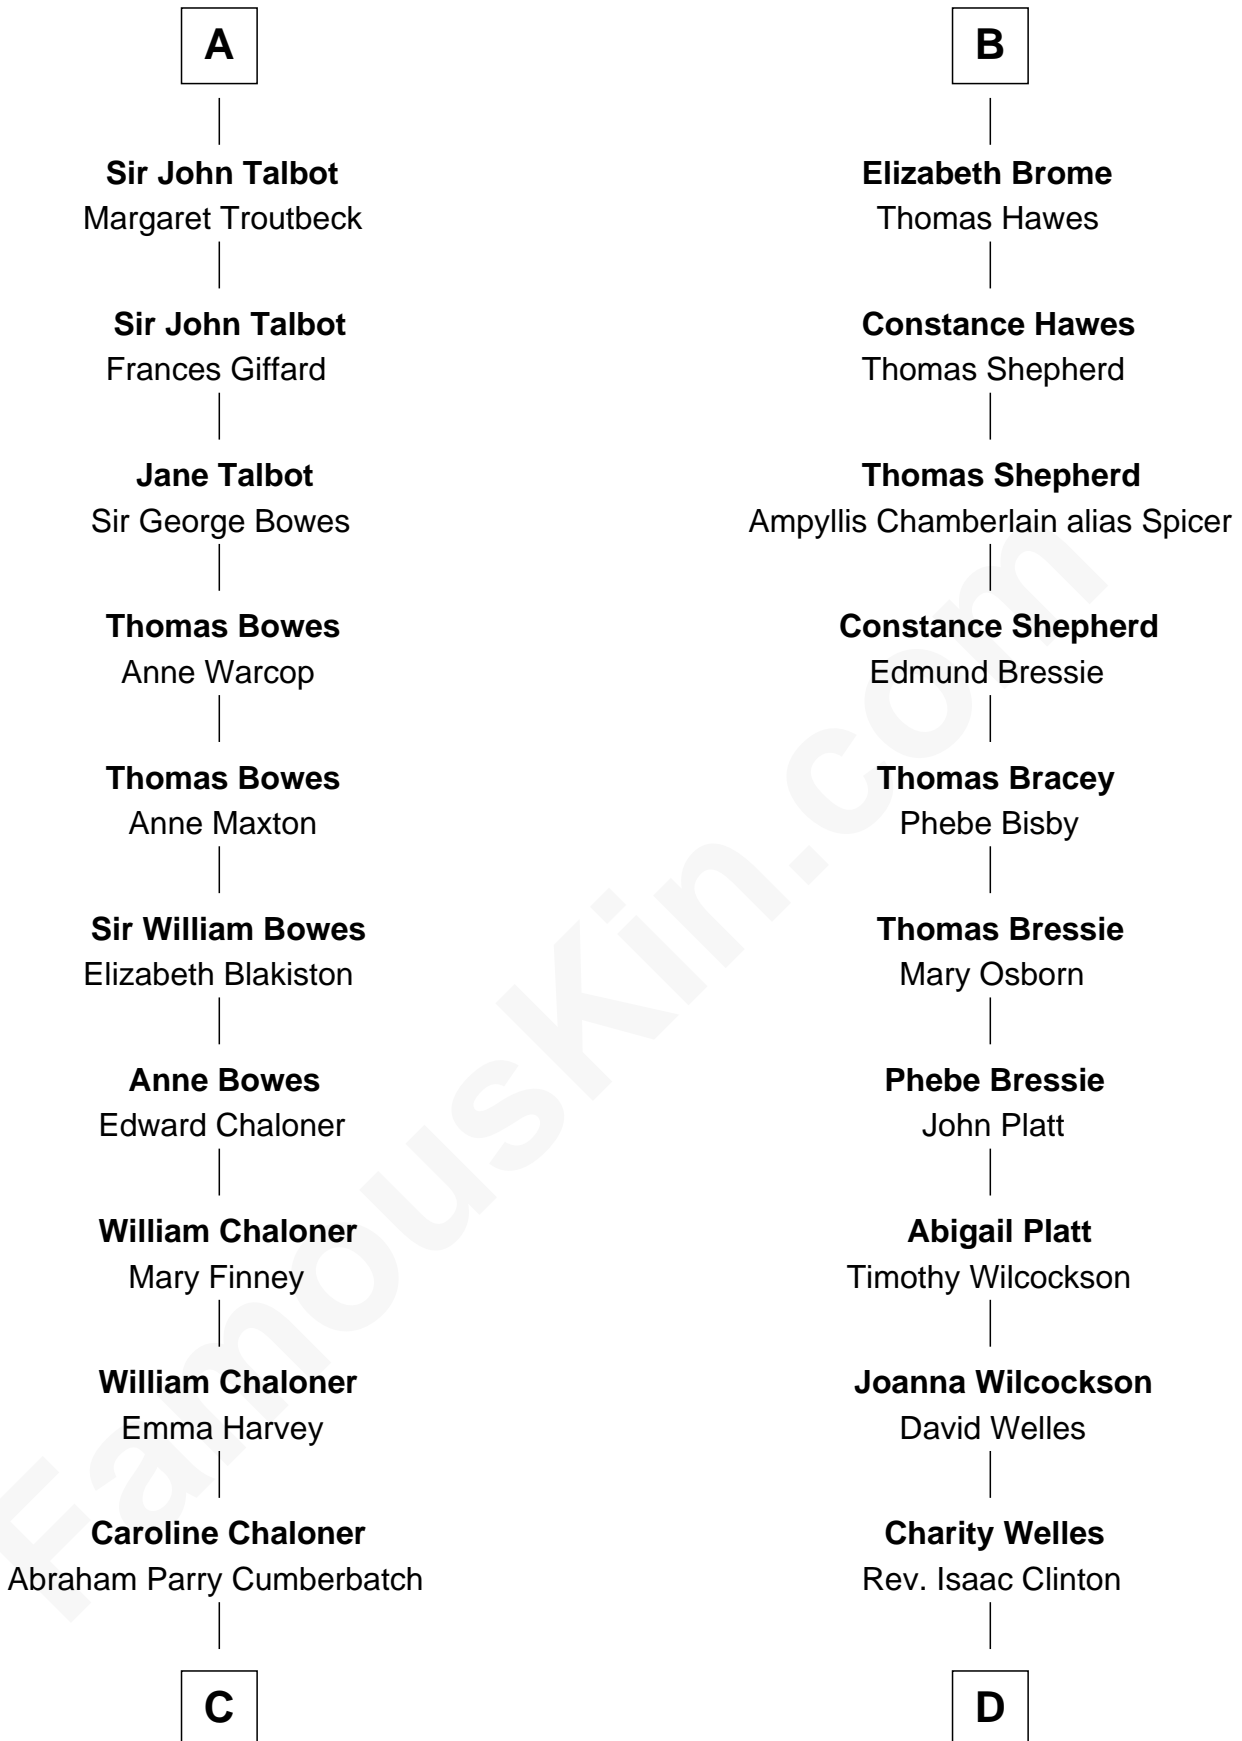 A
Sir John Talbot
Margaret Troutbeck
Sir John Talbot
Frances Giffard
Jane Talbot
Sir George Bowes
Thomas Bowes
Anne Warcop
Thomas Bowes
Anne Maxton
Sir William Bowes
Elizabeth Blakiston
Anne Bowes
Edward Chaloner
William Chaloner
Mary Finney
William Chaloner
Emma Harvey
Caroline Chaloner
Abraham Parry Cumberbatch
C
B
Elizabeth Brome
Thomas Hawes
Constance Hawes
Thomas Shepherd
Thomas Shepherd
Ampyllis Chamberlain alias Spicer
Constance Shepherd
Edmund Bressie
Thomas Bracey
Phebe Bisby
Thomas Bressie
Mary Osborn
Phebe Bressie
John Platt
Abigail Platt
Timothy Wilcockson
Joanna Wilcockson
David Welles
Charity Welles
Rev. Isaac Clinton
D
FamousKin.com